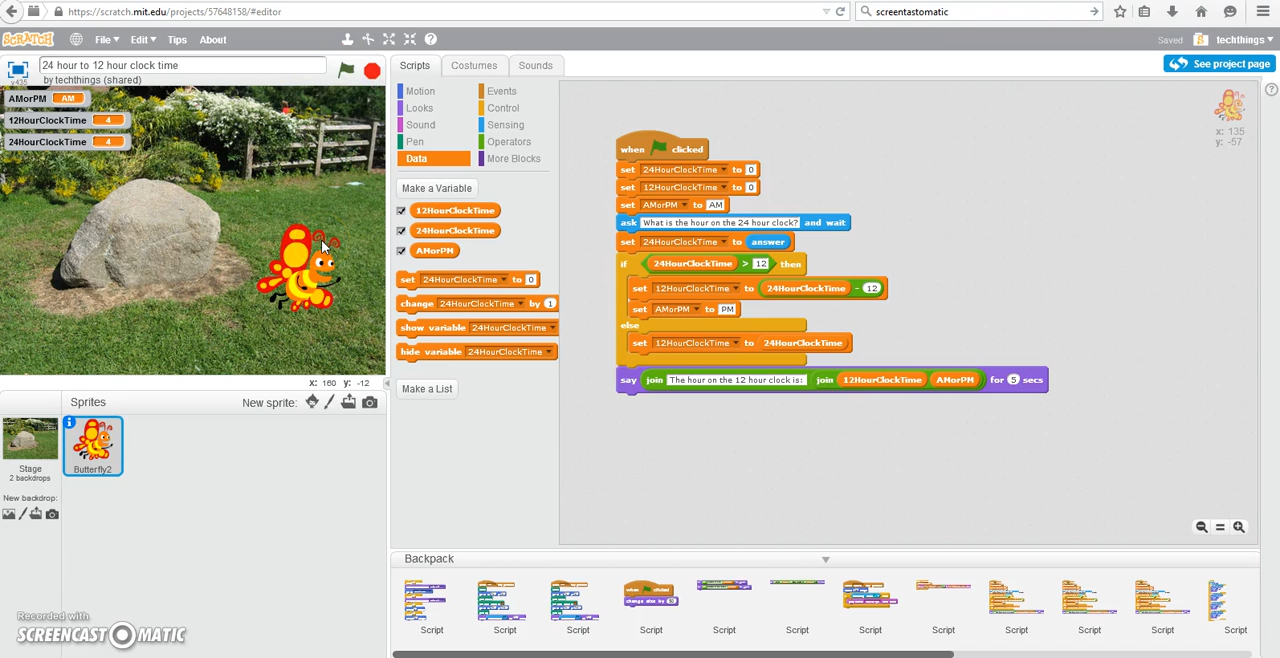 https://scratch.mit.edu/projects/57648158/#editor
screentastomatic
SCRATCH File Edit Tips About Saved techthings
24 hour to 12 hour clock time
by techthings (shared)
v435
Scripts Costumes Sounds
See project page
AMorPM AM
12HourClockTime 4
24HourClockTime 4
x: 160 y: -12
Motion Events
Looks Control
Sound Sensing
Pen Operators
Data More Blocks
Make a Variable
12HourClockTime
24HourClockTime
AMorPM
set 24HourClockTime to 0
change 24HourClockTime by 1
show variable 24HourClockTime
hide variable 24HourClockTime
Make a List
when clicked
set 24HourClockTime to 0
set 12HourClockTime to 0
set AMorPM to AM
ask What is the hour on the 24 hour clock? and wait
set 24HourClockTime to answer
if 24HourClockTime > 12 then
set 12HourClockTime to 24HourClockTime - 12
set AMorPM to PM
else
set 12HourClockTime to 24HourClockTime
say join The hour on the 12 hour clock is: join 12HourClockTime AMorPM for 5 secs
x: 135
y: -57
Sprites New sprite:
Stage
2 backdrops
New backdrop:
Butterfly2
Backpack
when clicked
Script Script Script Script Script Script Script Script Script Script Script Script
Recorded with
SCREENCAST-O-MATIC